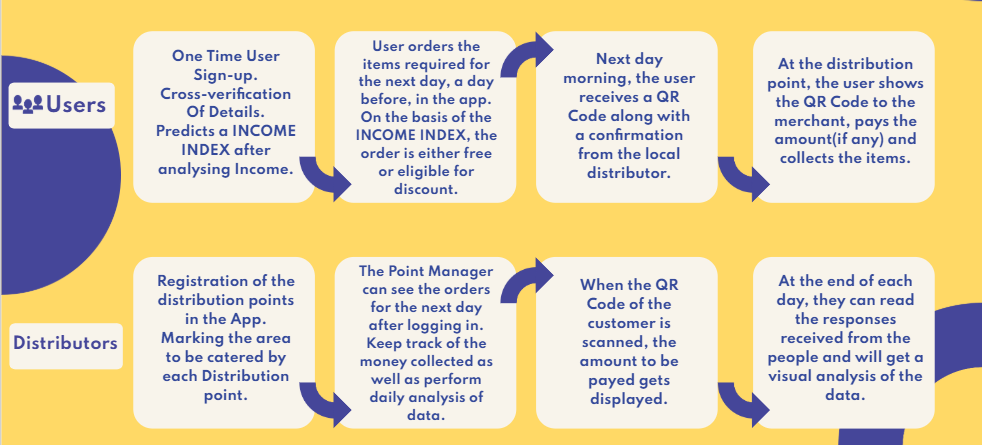 Users
One Time User
Sign-up.
Cross-verification
Of Details.
Predicts a INCOME
INDEX after
analysing Income.
User orders the
items required for
the next day, a day
before, in the app.
On the basis of the
INCOME INDEX, the
order is either free
or eligible for
discount.
Next day
morning, the user
receives a QR
Code along with
a confirmation
from the local
distributor.
At the distribution
point, the user shows
the QR Code to the
merchant, pays the
amount(if any) and
collects the items.
Distributors
Registration of the
distribution points
in the App.
Marking the area
to be catered by
each Distribution
point.
The Point Manager
can see the orders
for the next day
after logging in.
Keep track of the
money collected as
well as perform
daily analysis of
data.
When the QR
Code of the
customer is
scanned, the
amount to be
payed gets
displayed.
At the end of each
day, they can read
the responses
received from the
people and will get a
visual analysis of the
data.